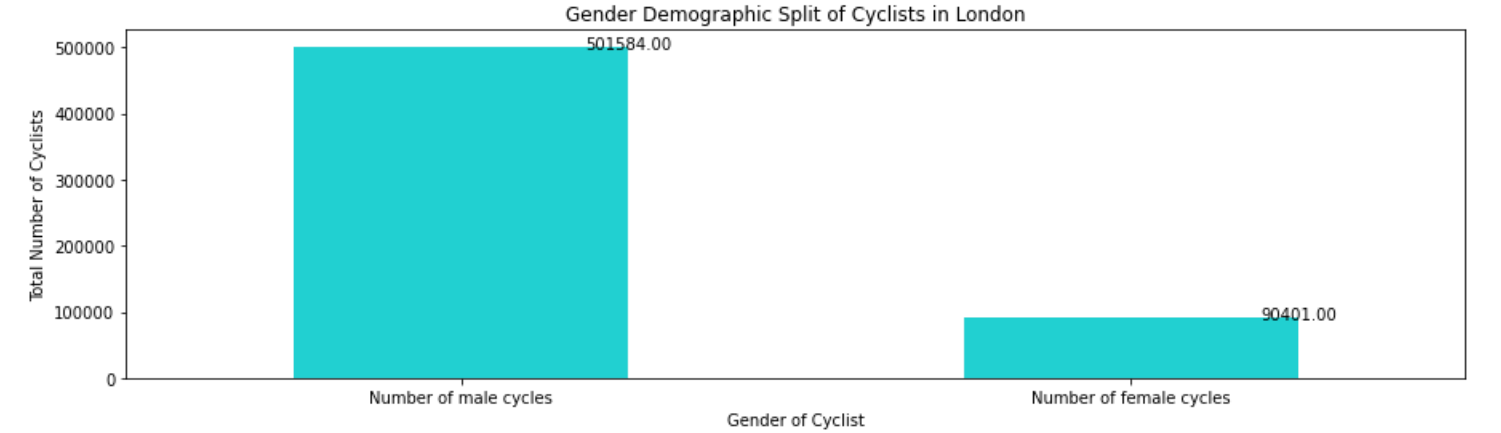 Gender Demographic Split of Cyclists in London
501584.00
500000
400000
300000
200000
100000
0
Total Number of Cyclists
90401.00
Number of male cycles
Number of female cycles
Gender of Cyclist